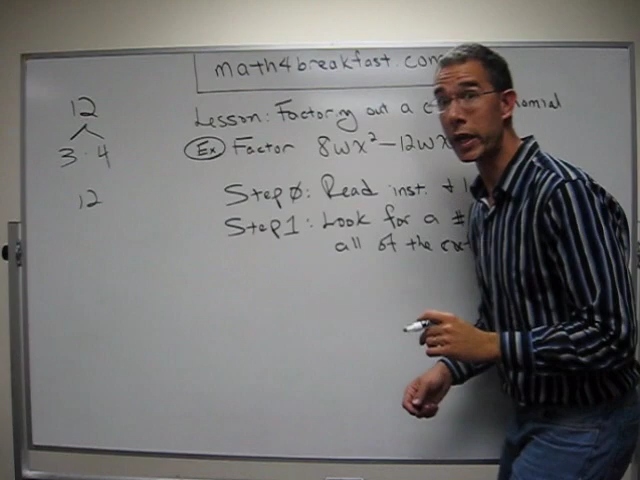 math4breakfast.com
Lesson: Factoring out a nomial
Ex Factor 8wx² - 12wx
Step 0: Read inst. +
Step 1: Look for a #
all of the
12
3 · 4
12